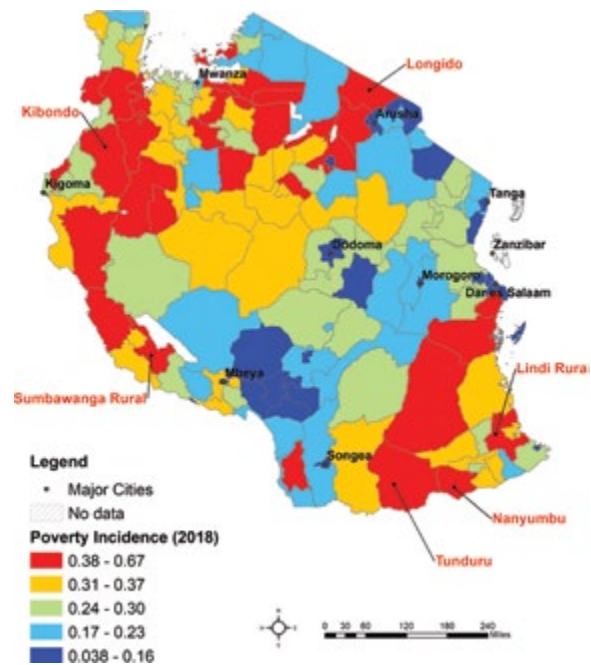 Mwanza
Longido
Kibondo
Arusha
Kigoma
Tanga
Dodoma
Zanzibar
Morogoro
Dar es Salaam
Mbeya
Lindi Rural
Sumbawanga Rural
Songea
Nanyumbu
Tunduru
Legend
Major Cities
No data
Poverty Incidence (2018)
0.38 - 0.67
0.31 - 0.37
0.24 - 0.30
0.17 - 0.23
0.038 - 0.16
0 30 60 120 180 240
Miles